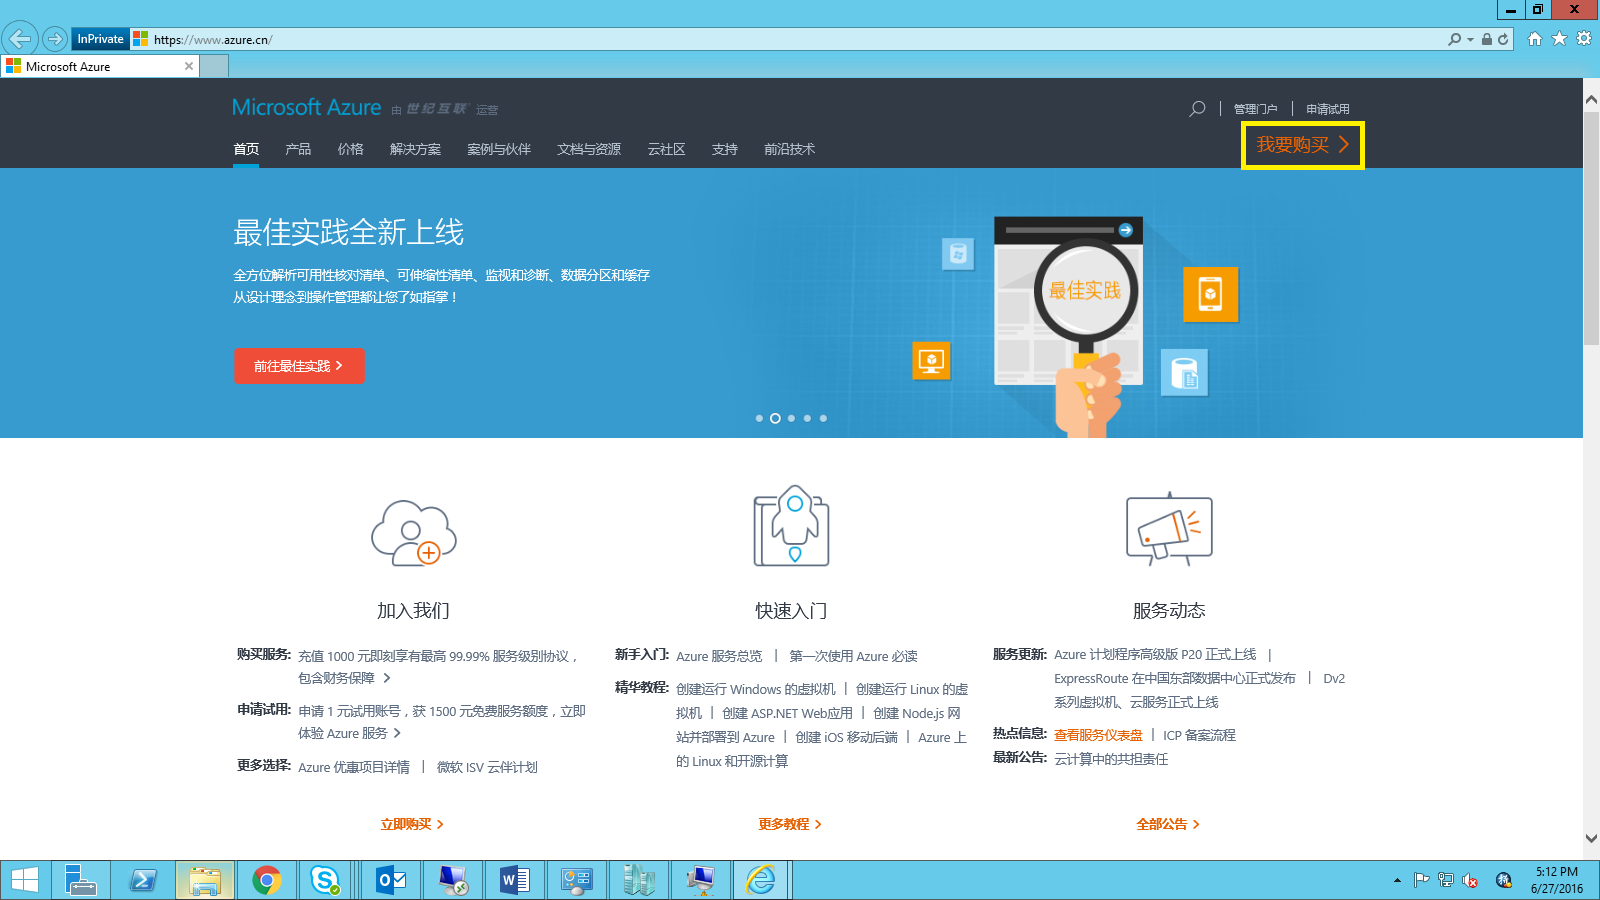 InPrivate
https://www.azure.cn/
Microsoft Azure
Microsoft Azure 由 世纪互联 运营
管理门户 | 申请试用
首页 产品 价格 解决方案 案例与伙伴 文档与资源 云社区 支持 前沿技术
我要购买
最佳实践全新上线
全方位解析可用性核对清单、可伸缩性清单、监视和诊断、数据分区和缓存
从设计理念到操作管理都让您了如指掌！
最佳实践
前往最佳实践
加入我们
购买服务: 充值 1000 元即刻享有最高 99.99% 服务级别协议，
包含财务保障
申请试用: 申请 1 元试用账号，获 1500 元免费服务额度，立即
体验 Azure 服务
更多选择: Azure 优惠项目详情 | 微软 ISV 云伴计划
立即购买
快速入门
新手入门: Azure 服务总览 | 第一次使用 Azure 必读
精华教程: 创建运行 Windows 的虚拟机 | 创建运行 Linux 的虚
拟机 | 创建 ASP.NET Web应用 | 创建 Node.js 网
站并部署到 Azure | 创建 iOS 移动后端 | Azure 上
的 Linux 和开源计算
更多教程
服务动态
服务更新: Azure 计划程序高级版 P20 正式上线 |
ExpressRoute 在中国东部数据中心正式发布 | Dv2
系列虚拟机、云服务正式上线
热点信息: 查看服务仪表盘 | ICP 备案流程
最新公告: 云计算中的共担责任
全部公告
5:12 PM
6/27/2016